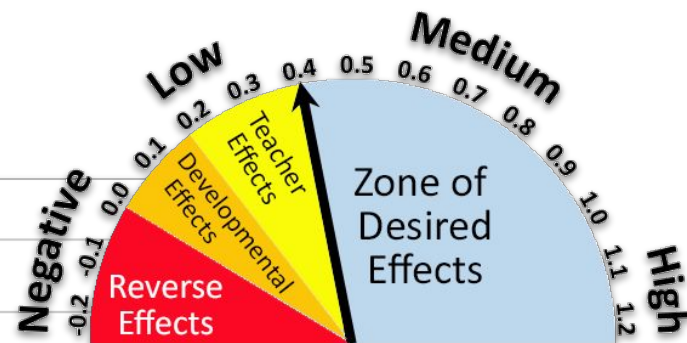 Negative
Low
Medium
High
-0.2
-0.1
0.0
0.1
0.2
0.3
0.4
0.5
0.6
0.7
0.8
0.9
1.0
1.1
1.2
Reverse
Effects
Developmental
Effects
Teacher
Effects
Zone of
Desired
Effects